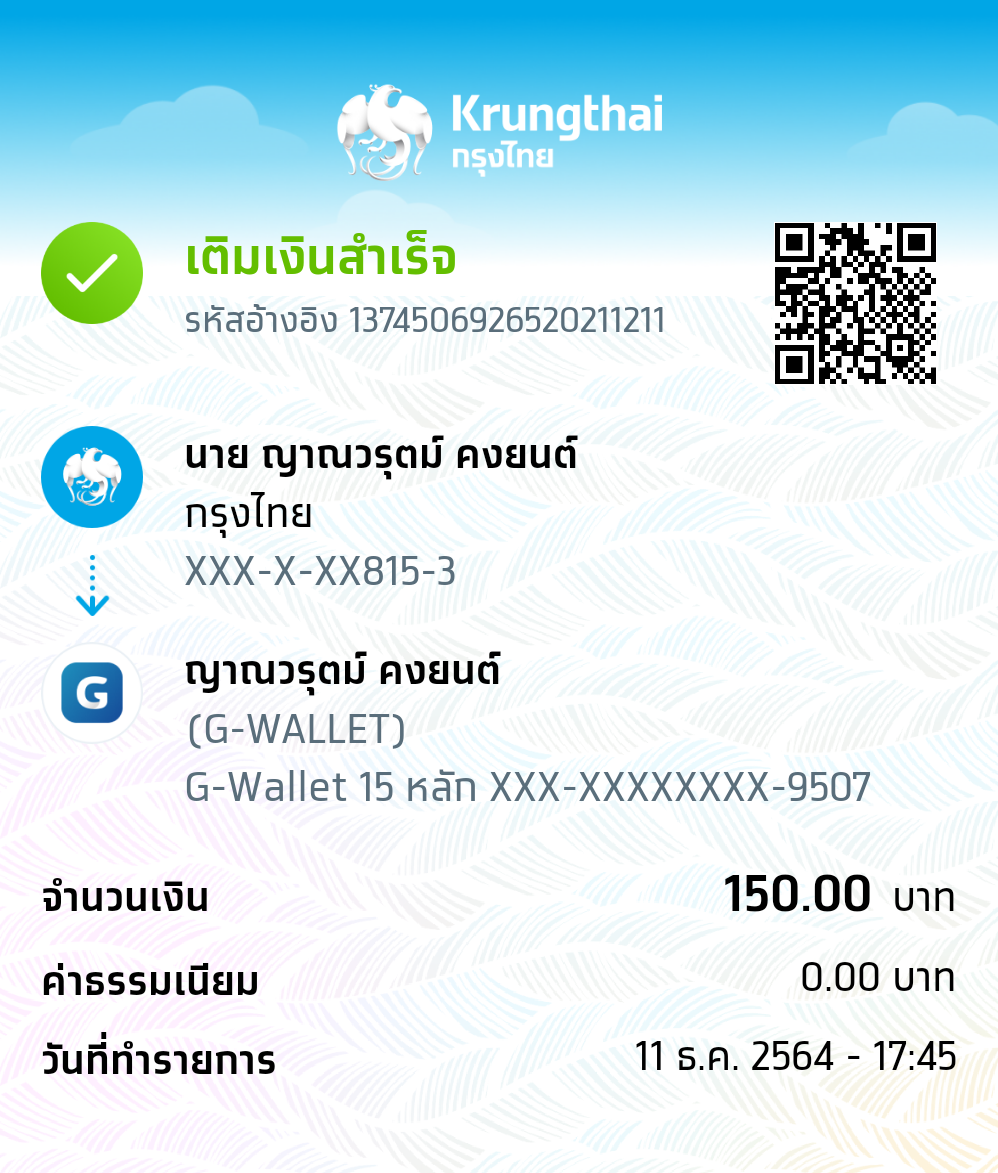 Krungthai
กรุงไทย
เติมเงินสำเร็จ
รหัสอ้างอิง 1374506926520211211
นาย ญาณวรุตม์ คงยนต์
กรุงไทย
XXX-X-XX815-3
G
ญาณวรุตม์ คงยนต์
(G-WALLET)
G-Wallet 15 หลัก XXX-XXXXXXXX-9507
จำนวนเงิน 150.00 บาท
ค่าธรรมเนียม 0.00 บาท
วันที่ทำรายการ 11 ธ.ค. 2564 - 17:45